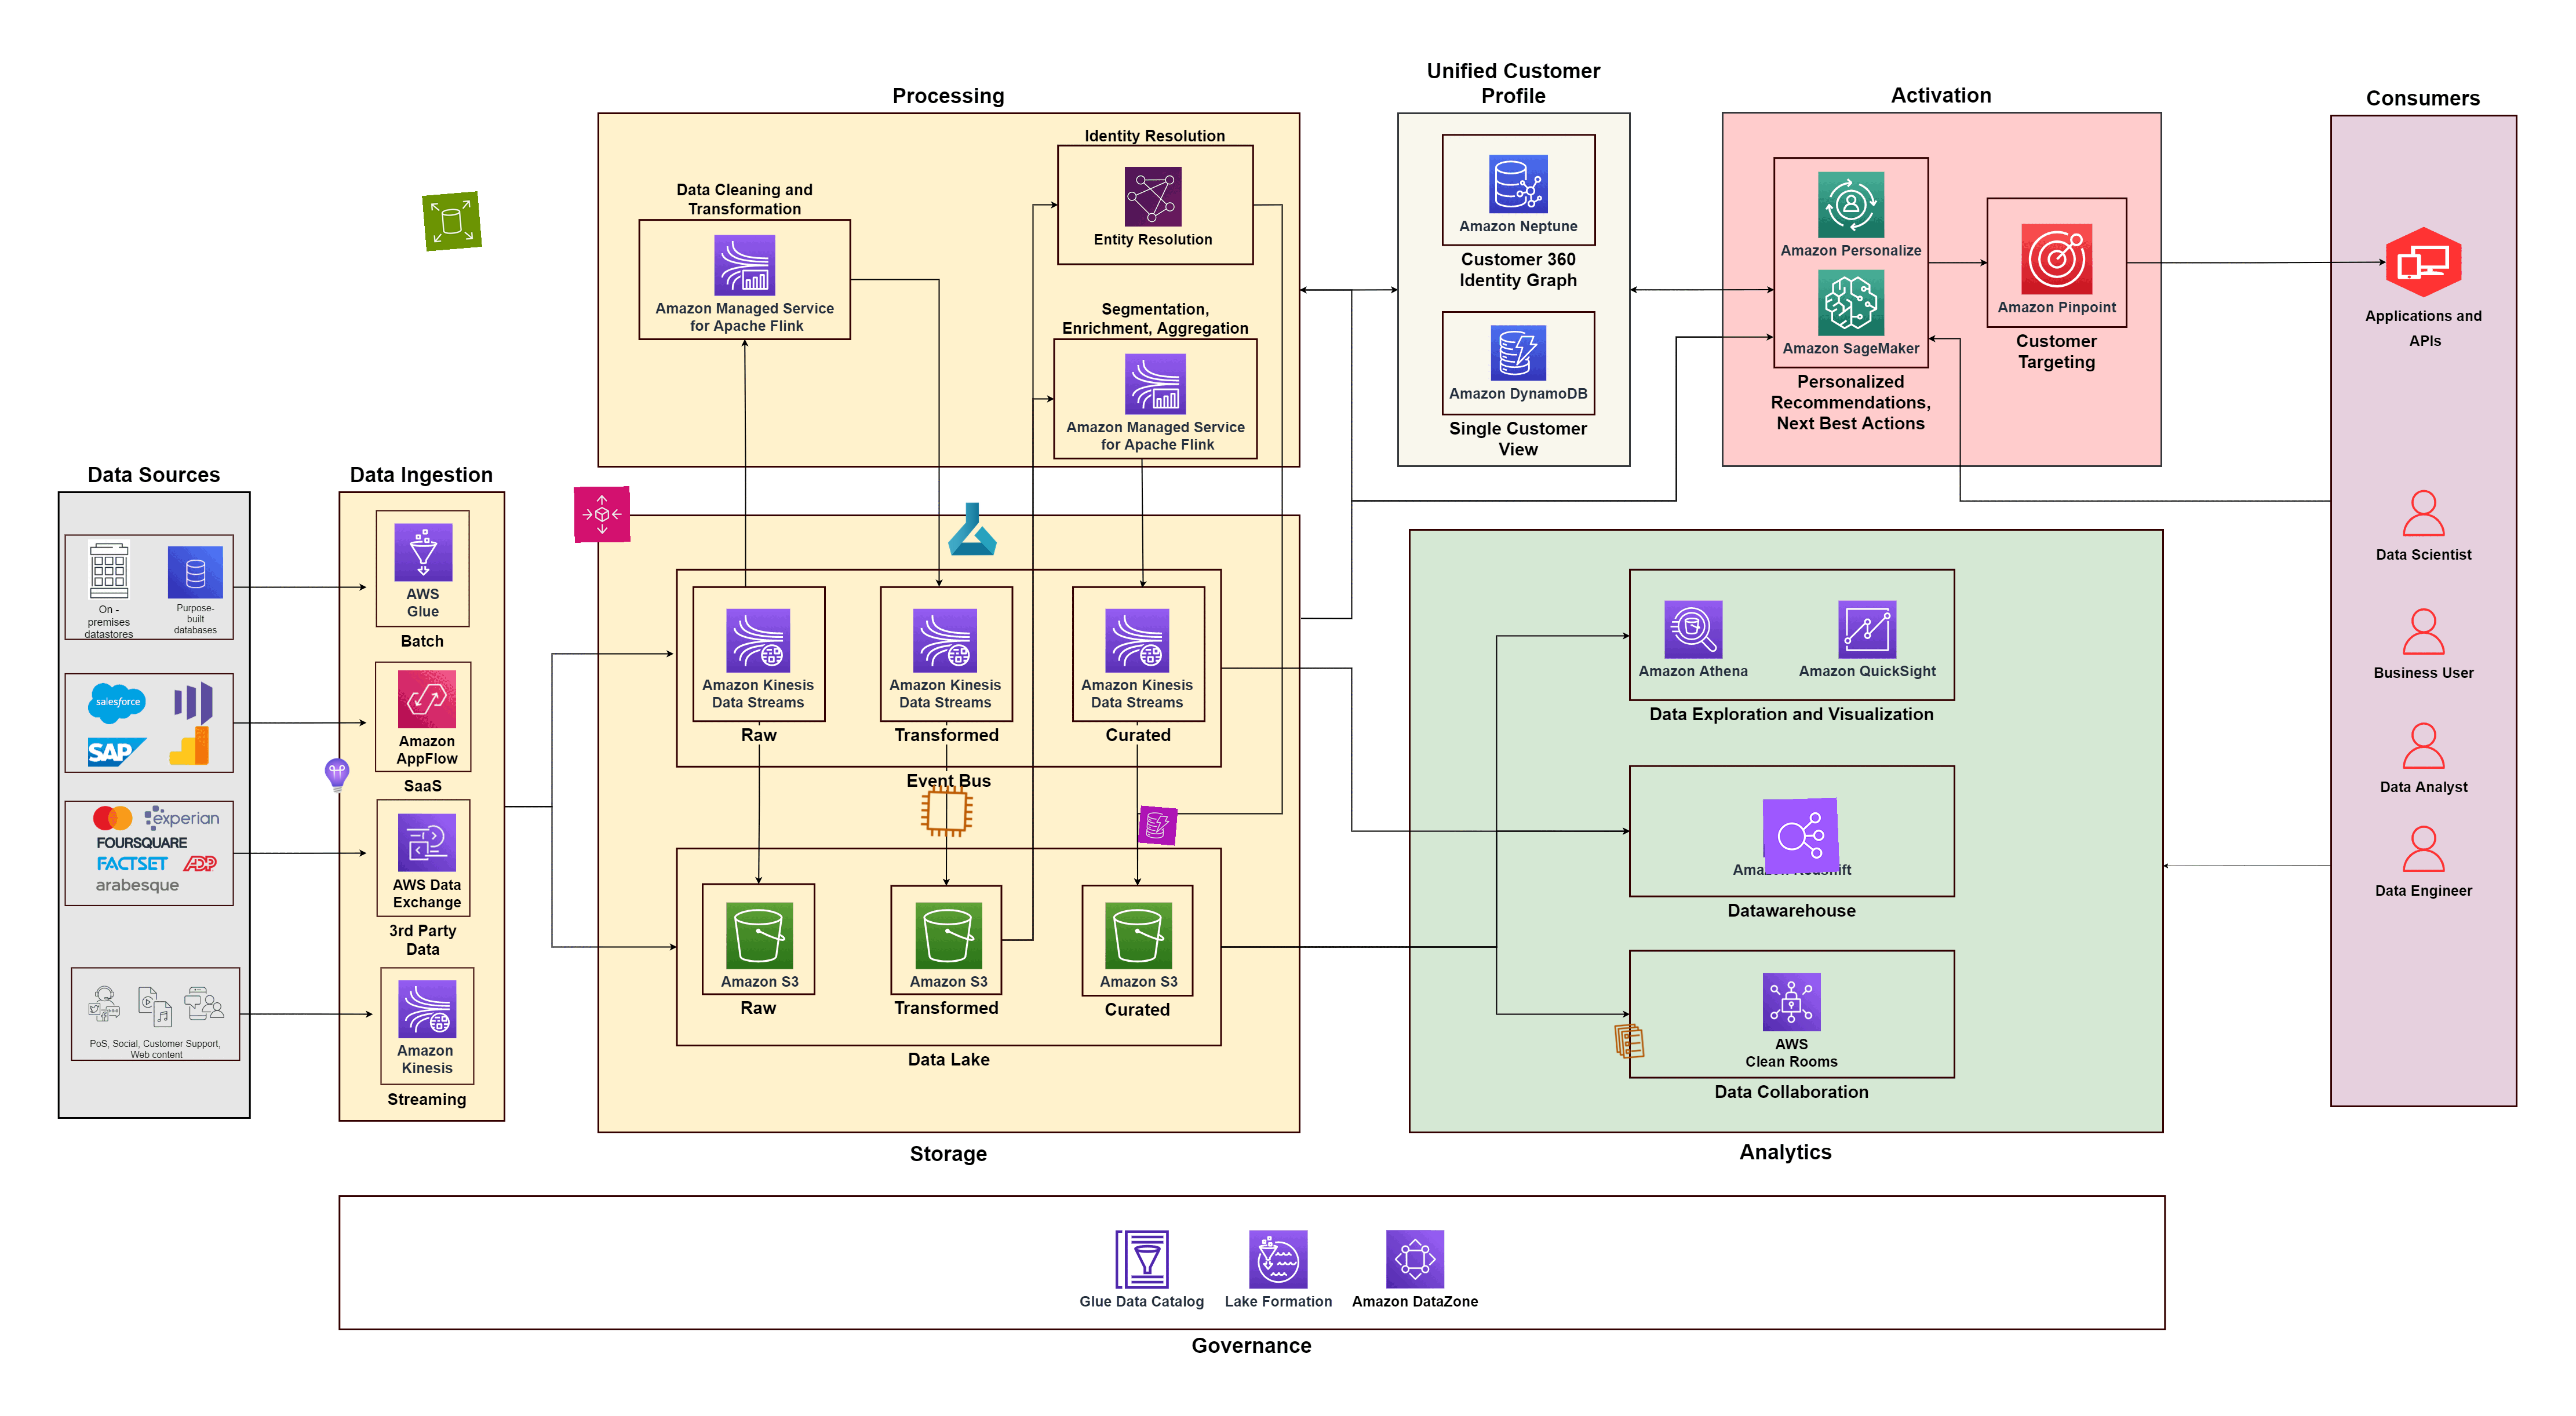 Unified Customer
Profile
Processing
Activation
Consumers
Identity Resolution
Entity Resolution
Data Cleaning and
Transformation
Amazon Managed Service
for Apache Flink
Segmentation,
Enrichment, Aggregation
Amazon Managed Service
for Apache Flink
Amazon Neptune
Customer 360
Identity Graph
Amazon DynamoDB
Single Customer
View
Amazon Personalize
Amazon SageMaker
Personalized
Recommendations,
Next Best Actions
Amazon Pinpoint
Customer
Targeting
Applications and
APIs
Data Scientist
Business User
Data Analyst
Data Engineer
Data Sources
On -
premises
datastores
Purpose-
built
databases
salesforce
SAP
experian
FOURSQUARE
FACTSET
ADP
arabesque
PoS, Social, Customer Support,
Web content
Data Ingestion
AWS
Glue
Batch
Amazon
AppFlow
SaaS
AWS Data
Exchange
3rd Party
Data
Amazon
Kinesis
Streaming
Amazon Kinesis
Data Streams
Raw
Amazon Kinesis
Data Streams
Transformed
Amazon Kinesis
Data Streams
Curated
Event Bus
Amazon S3
Raw
Amazon S3
Transformed
Amazon S3
Curated
Data Lake
Storage
Amazon Athena
Amazon QuickSight
Data Exploration and Visualization
Datawarehouse
AWS
Clean Rooms
Data Collaboration
Analytics
Glue Data Catalog
Lake Formation
Amazon DataZone
Governance